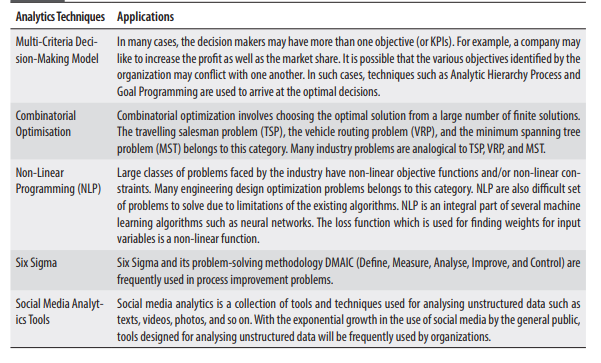 Analytics Techniques Applications
Multi-Criteria Deci-
sion-Making Model
In many cases, the decision makers may have more than one objective (or KPIs). For example, a company may
like to increase the profit as well as the market share. It is possible that the various objectives identified by the
organization may conflict with one another. In such cases, techniques such as Analytic Hierarchy Process and
Goal Programming are used to arrive at the optimal decisions.
Combinatorial
Optimisation
Combinatorial optimization involves choosing the optimal solution from a large number of finite solutions.
The travelling salesman problem (TSP), the vehicle routing problem (VRP), and the minimum spanning tree
problem (MST) belongs to this category. Many industry problems are analogical to TSP, VRP, and MST.
Non-Linear
Programming (NLP)
Large classes of problems faced by the industry have non-linear objective functions and/or non-linear con-
straints. Many engineering design optimization problems belongs to this category. NLP are also difficult set
of problems to solve due to limitations of the existing algorithms. NLP is an integral part of several machine
learning algorithms such as neural networks. The loss function which is used for finding weights for input
variables is a non-linear function.
Six Sigma
Six Sigma and its problem-solving methodology DMAIC (Define, Measure, Analyse, Improve, and Control) are
frequently used in process improvement problems.
Social Media Analyt-
ics Tools
Social media analytics is a collection of tools and techniques used for analysing unstructured data such as
texts, videos, photos, and so on. With the exponential growth in the use of social media by the general public,
tools designed for analysing unstructured data will be frequently used by organizations.